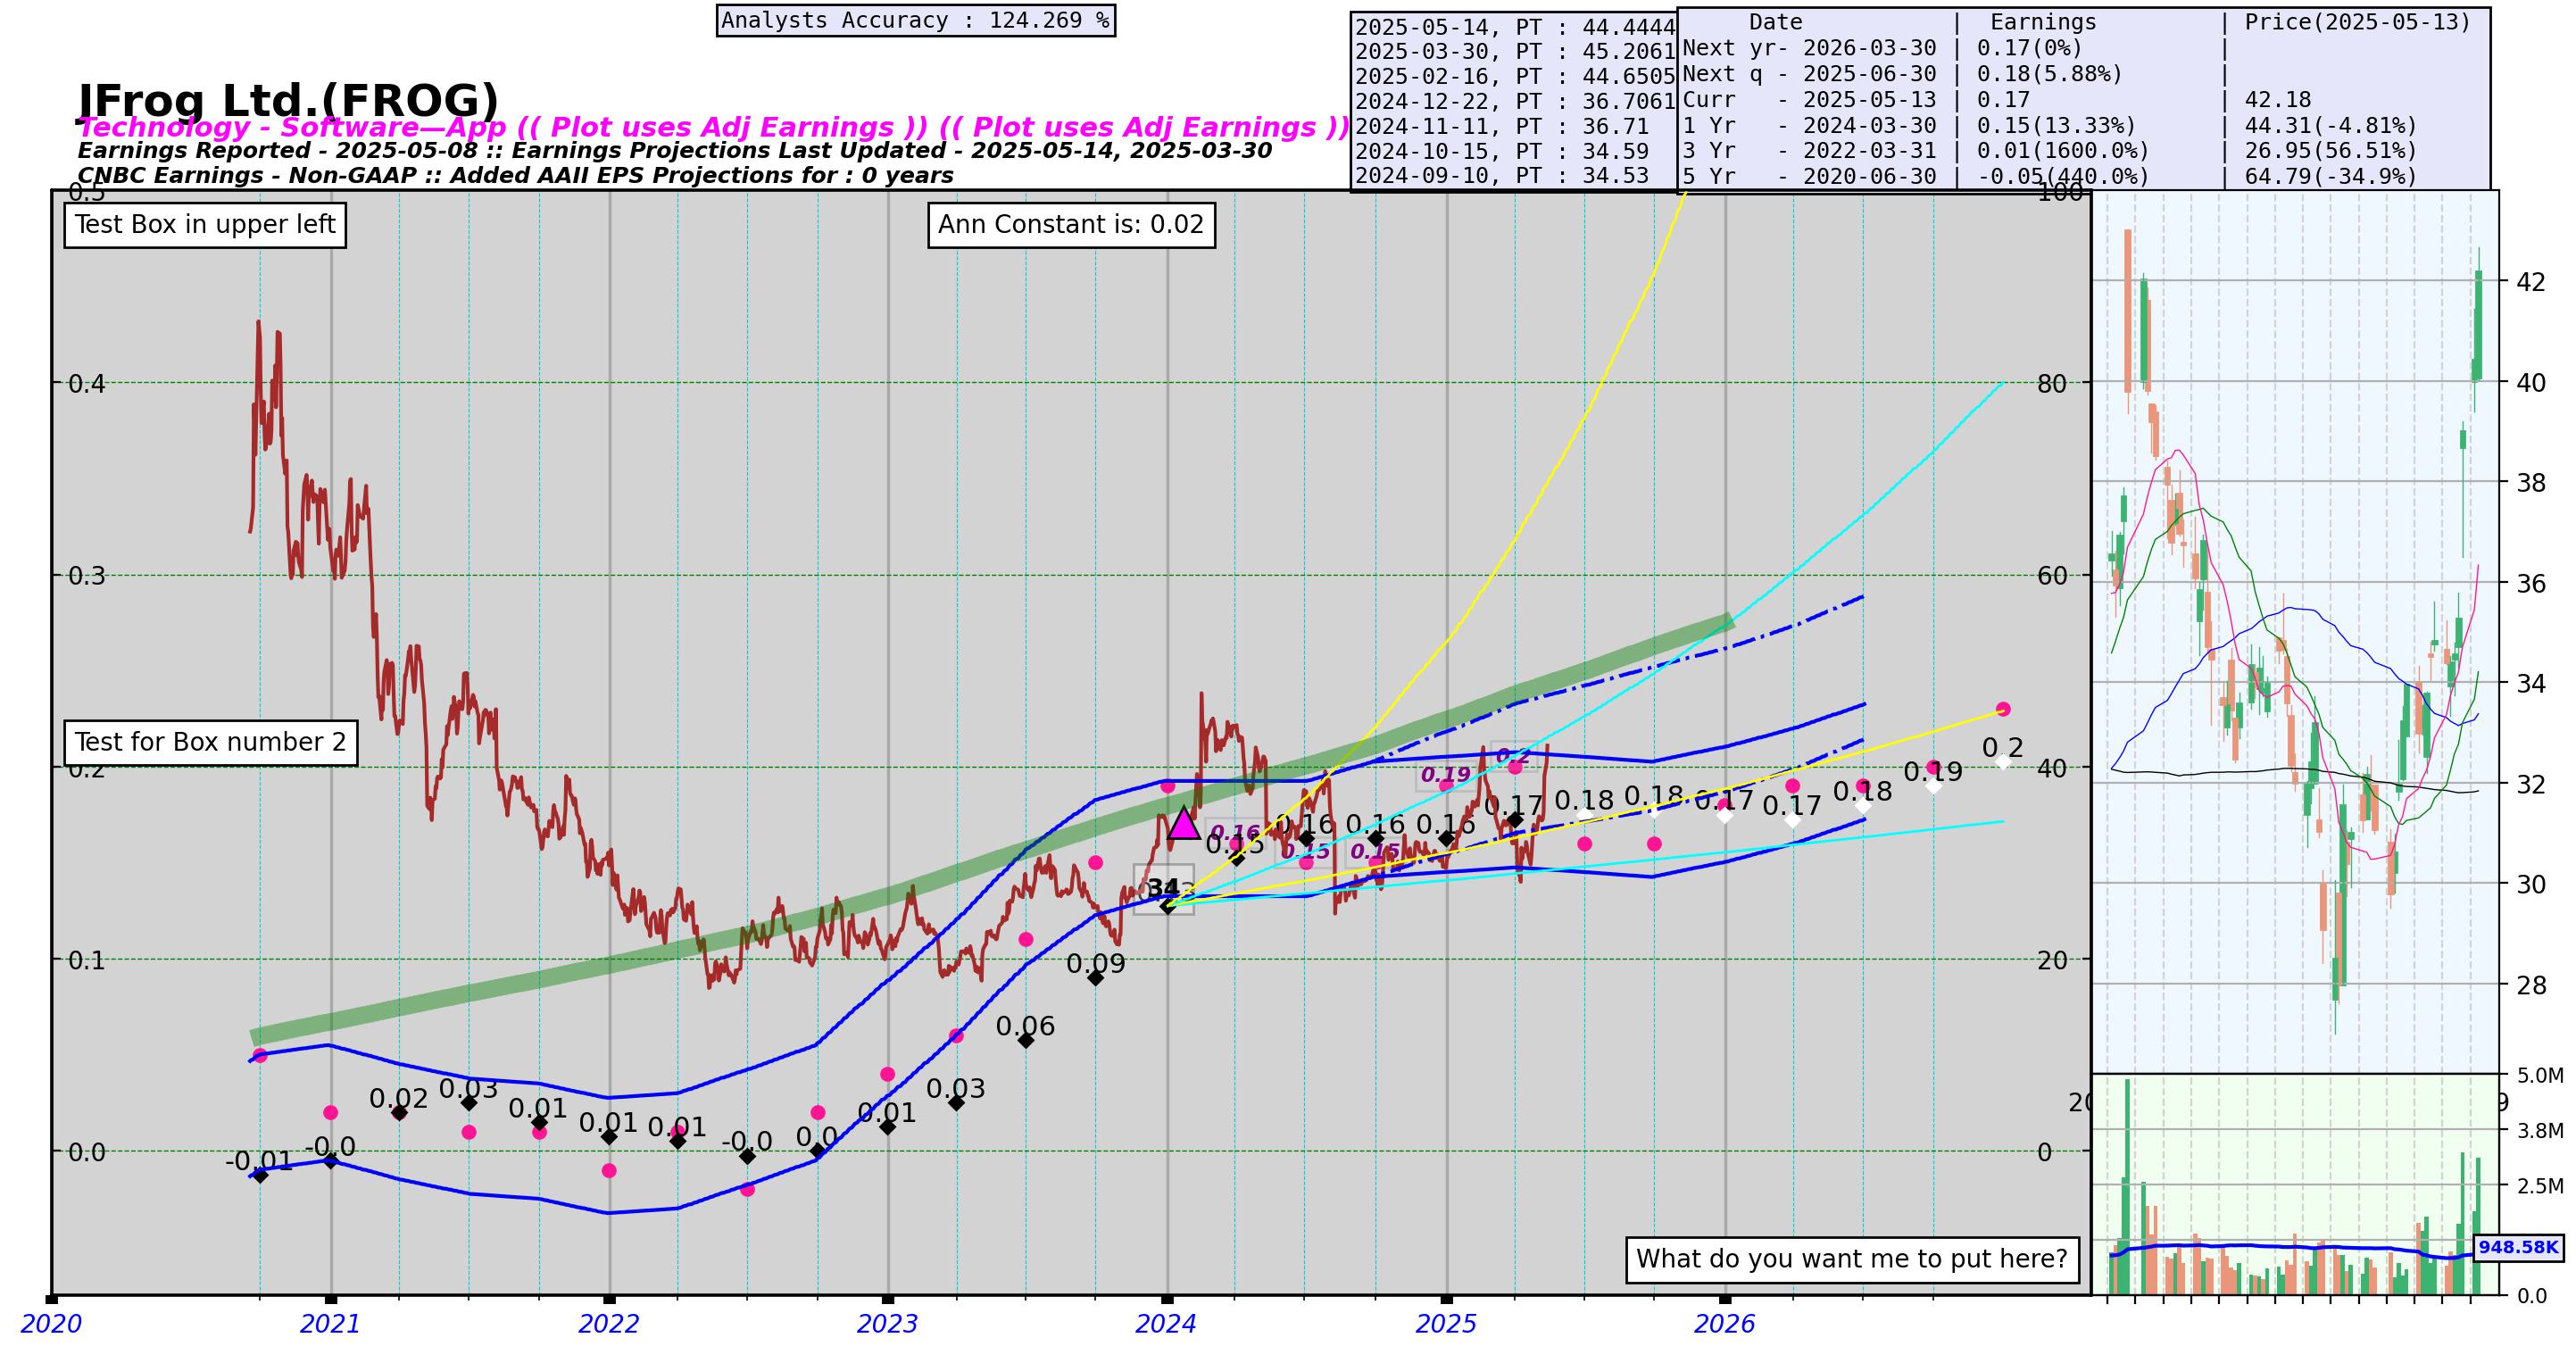 Analysts Accuracy : 124.269 %
JFrog Ltd.(FROG)
Technology - Software—App (( Plot uses Adj Earnings )) (( Plot uses Adj Earnings ))
Earnings Reported - 2025-05-08 :: Earnings Projections Last Updated - 2025-05-14, 2025-03-30
CNBC Earnings - Non-GAAP :: Added AAII EPS Projections for : 0 years
2025-05-14, PT : 44.4444
2025-03-30, PT : 45.2061
2025-02-16, PT : 44.6505
2024-12-22, PT : 36.7061
2024-11-11, PT : 36.71
2024-10-15, PT : 34.59
2024-09-10, PT : 34.53
Date | Earnings | Price(2025-05-13)
Next yr- 2026-03-30 | 0.17(0%) |
Next q - 2025-06-30 | 0.18(5.88%) |
Curr - 2025-05-13 | 0.17 | 42.18
1 Yr - 2024-03-30 | 0.15(13.33%) | 44.31(-4.81%)
3 Yr - 2022-03-31 | 0.01(1600.0%) | 26.95(56.51%)
5 Yr - 2020-06-30 | -0.05(440.0%) | 64.79(-34.9%)
Test Box in upper left
Ann Constant is: 0.02
Test for Box number 2
What do you want me to put here?
0.5
0.4
0.3
0.2
0.1
0.0
100
80
60
40
20
0
-0.01
-0.0
0.02
0.03
0.01
0.01
0.01
-0.0
0.0
0.01
0.03
0.06
0.09
34
0.15
0.16
0.16
0.16
0.17
0.18
0.18
0.17
0.17
0.18
0.19
0.2
0.16
0.15
0.15
0.19
0.2
2020
2021
2022
2023
2024
2025
2026
42
40
38
36
34
32
30
28
5.0M
3.8M
2.5M
948.58K
0.0